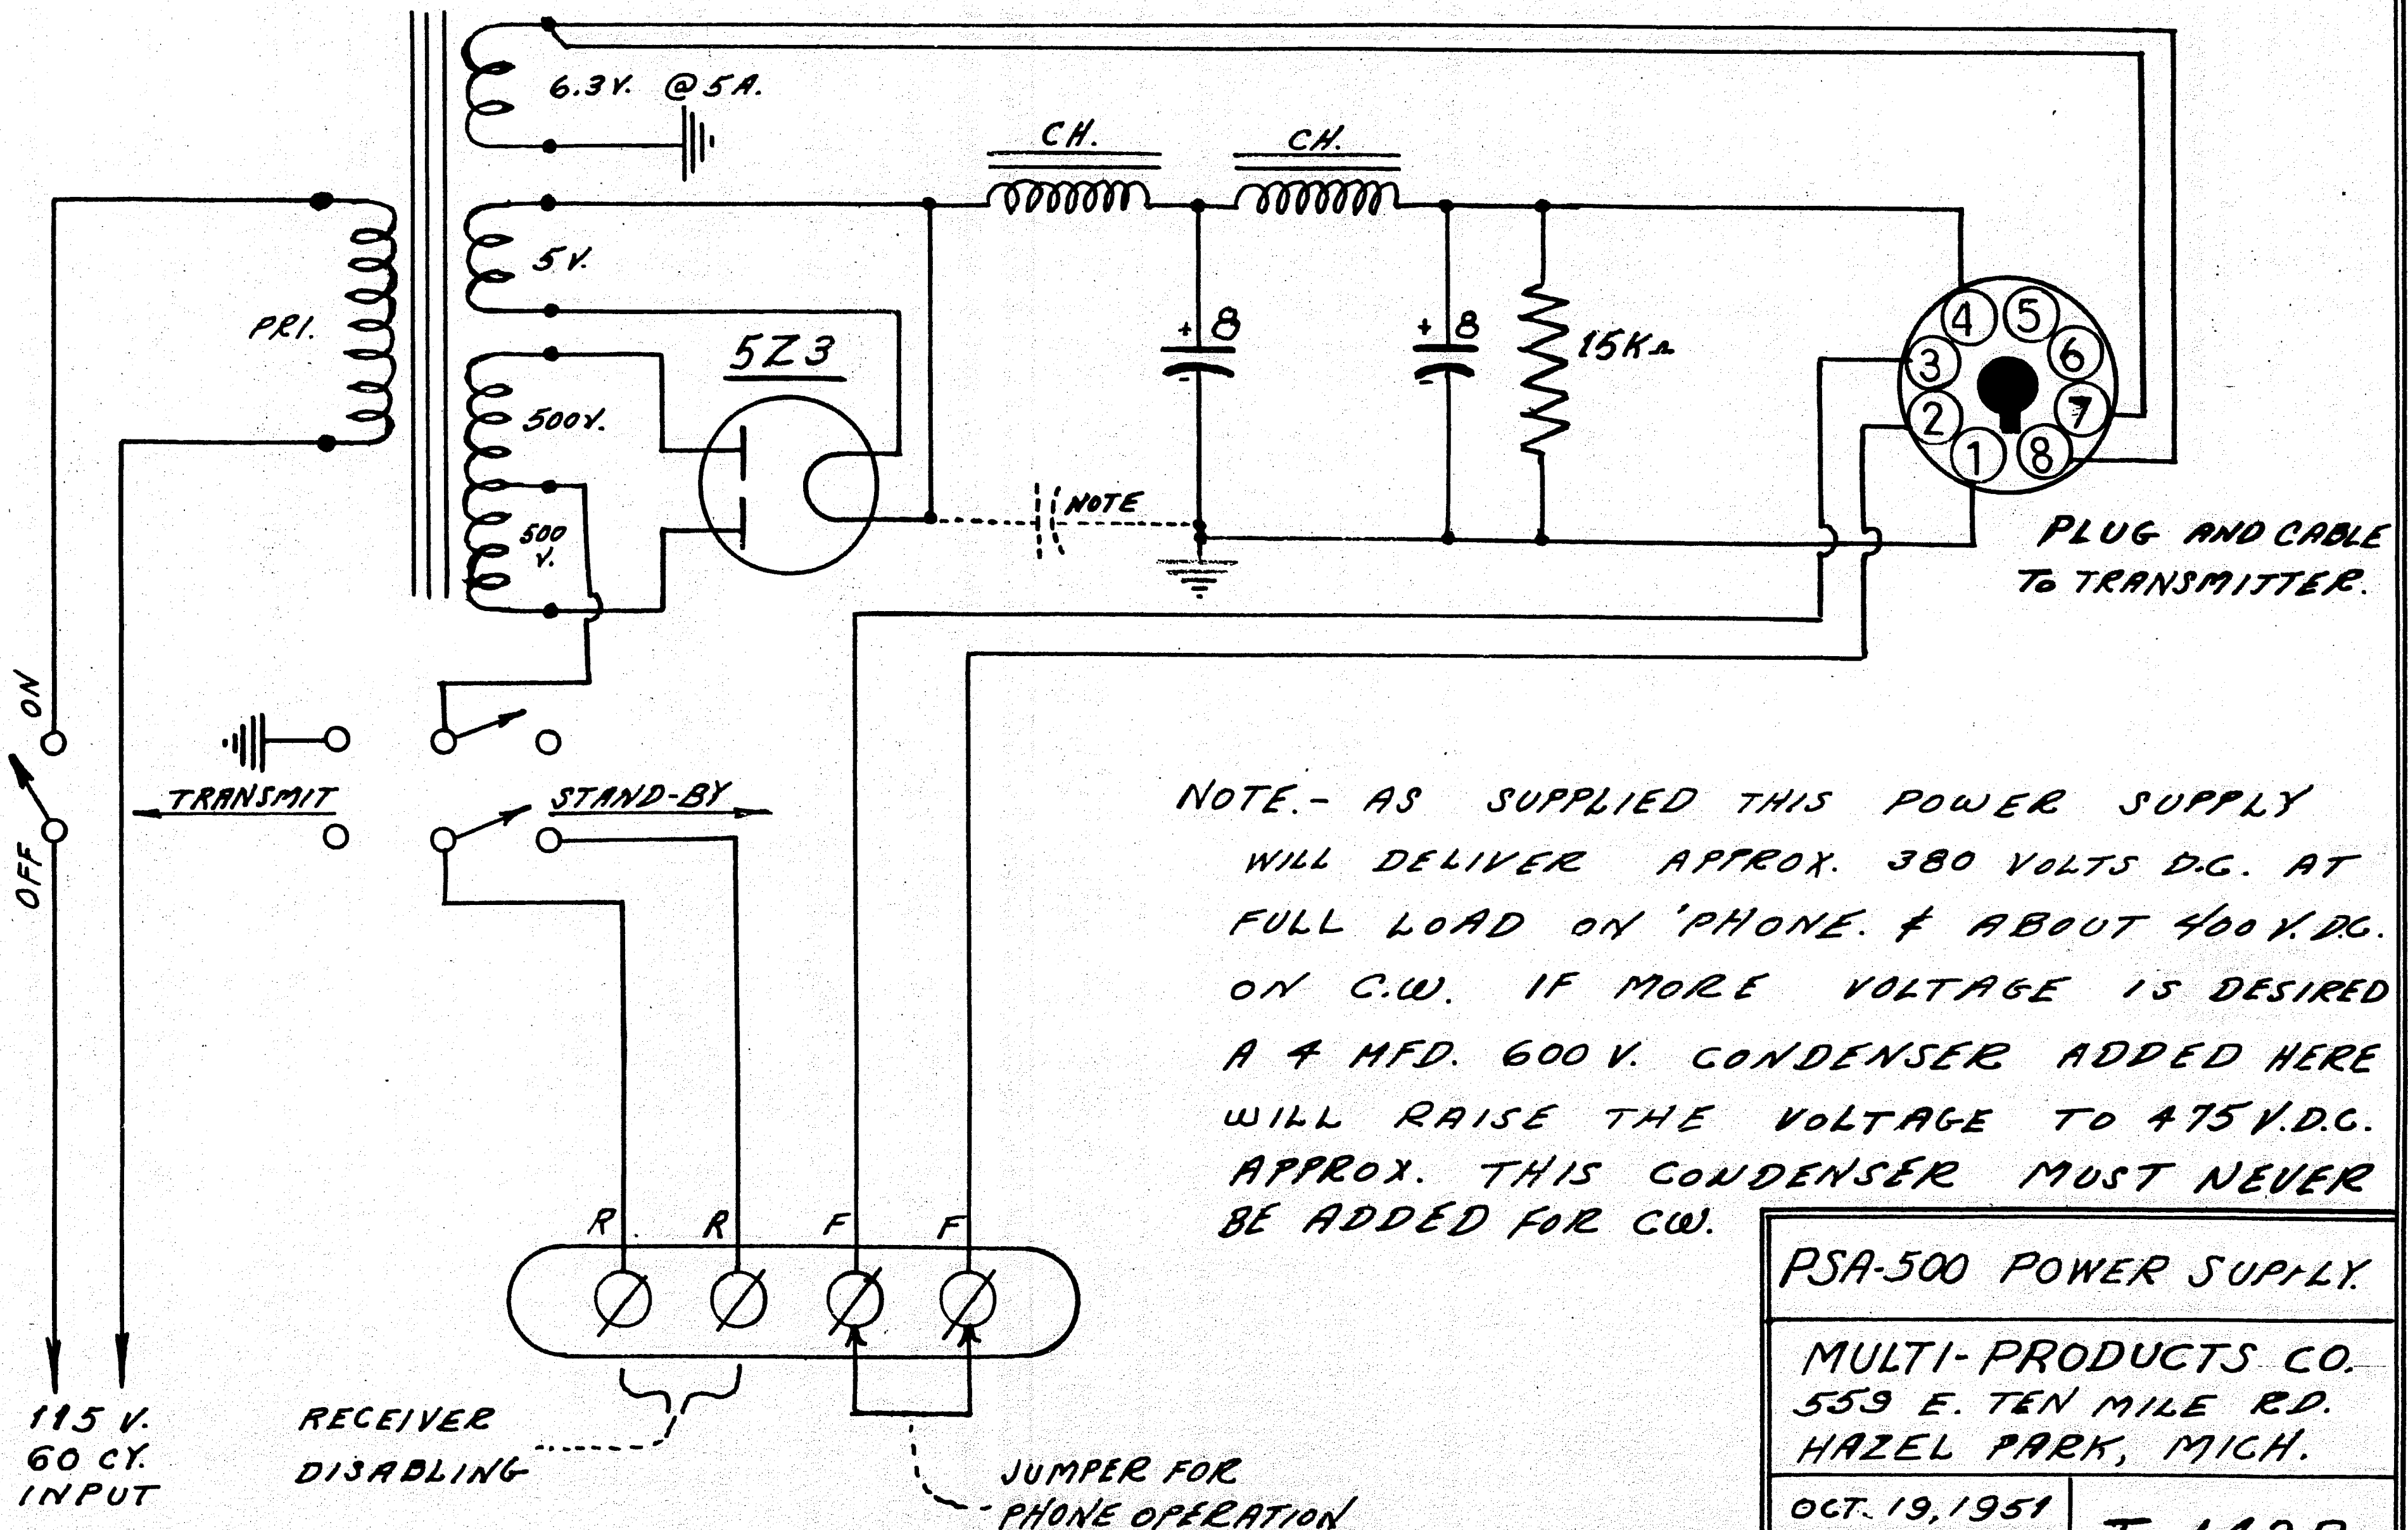 6.3V. @ 5A.
CH.
CH.
PRI.
5V.
5Z3
+ 8
-
+ 8
-
15KΩ
500V.
500
V.
NOTE
4
5
3
6
2
7
1
8
PLUG AND CABLE
TO TRANSMITTER.
ON
OFF
TRANSMIT
STAND-BY
NOTE.- AS SUPPLIED THIS POWER SUPPLY
WILL DELIVER APPROX. 380 VOLTS D.C. AT
FULL LOAD ON 'PHONE. & ABOUT 400 V. D.C.
ON C.W. IF MORE VOLTAGE IS DESIRED
A 4 MFD. 600 V. CONDENSER ADDED HERE
WILL RAISE THE VOLTAGE TO 475 V.D.C.
APPROX. THIS CONDENSER MUST NEVER
BE ADDED FOR CW.
R.
R
F
F
115 V.
60 CY.
INPUT
RECEIVER
DISABLING
JUMPER FOR
PHONE OPERATION
PSA-500 POWER SUPPLY.
MULTI-PRODUCTS CO.
559 E. TEN MILE RD.
HAZEL PARK, MICH.
OCT. 19, 1951